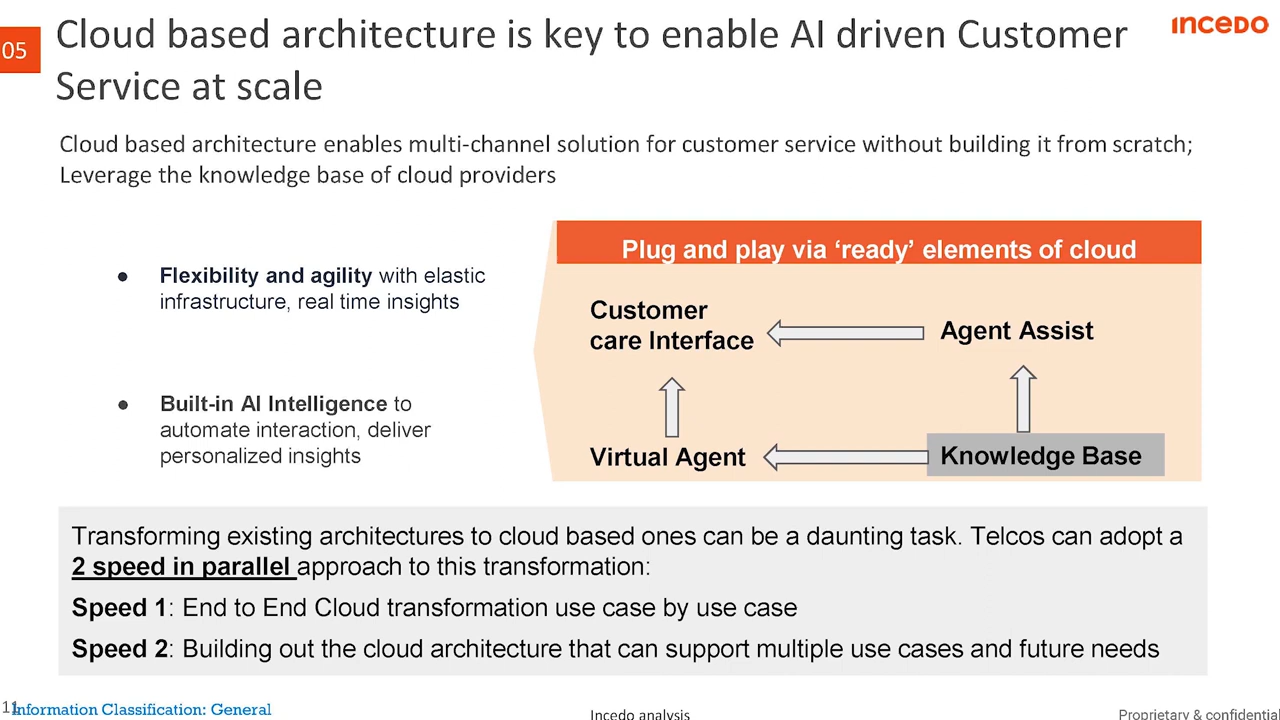 05
Cloud based architecture is key to enable AI driven Customer
Service at scale
INCEDO
Cloud based architecture enables multi-channel solution for customer service without building it from scratch;
Leverage the knowledge base of cloud providers
● Flexibility and agility with elastic
infrastructure, real time insights
● Built-in AI Intelligence to
automate interaction, deliver
personalized insights
Plug and play via ‘ready’ elements of cloud
Customer
care Interface
Agent Assist
Virtual Agent
Knowledge Base
Transforming existing architectures to cloud based ones can be a daunting task. Telcos can adopt a
2 speed in parallel approach to this transformation:
Speed 1: End to End Cloud transformation use case by use case
Speed 2: Building out the cloud architecture that can support multiple use cases and future needs
11
Information Classification: General
Incedo analysis
Proprietary & confidential